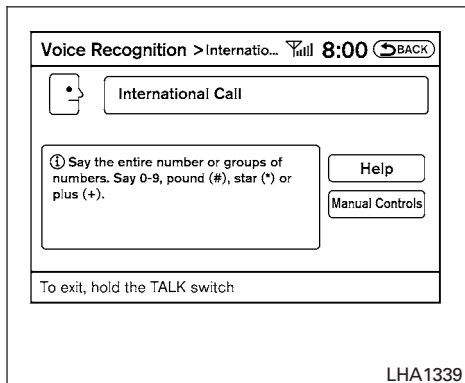 Voice Recognition > Internatio... 8:00 BACK
International Call
ⓘ Say the entire number or groups of
numbers. Say 0-9, pound (#), star (*) or
plus (+).
Help
Manual Controls
To exit, hold the TALK switch
LHA1339